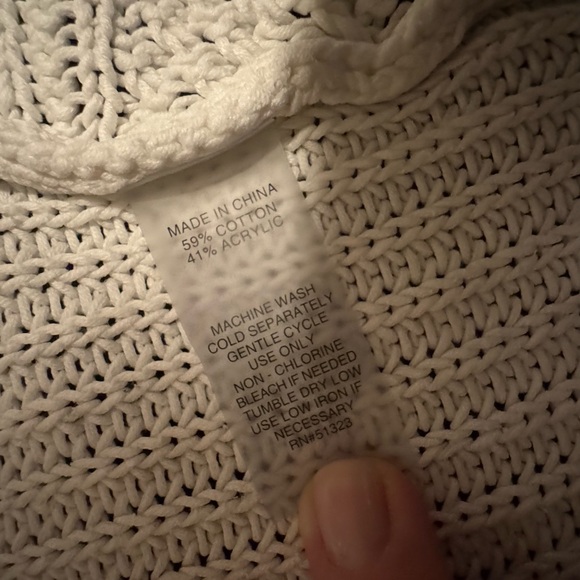 MADE IN CHINA
59% COTTON
41% ACRYLIC
MACHINE WASH
COLD SEPARATELY
GENTLE CYCLE
USE ONLY
NON - CHLORINE
BLEACH IF NEEDED
TUMBLE DRY LOW
USE LOW IRON IF
NECESSARY
RN#51323